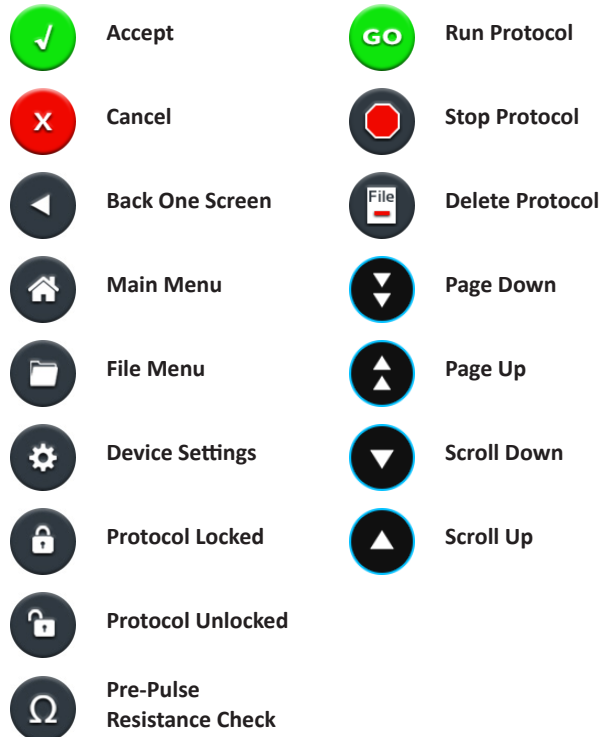 Accept
Cancel
X
Back One Screen
Main Menu
File Menu
Device Settings
Protocol Locked
Protocol Unlocked
Ω
Pre-Pulse
Resistance Check
GO
Run Protocol
Stop Protocol
File
Delete Protocol
Page Down
Page Up
Scroll Down
Scroll Up